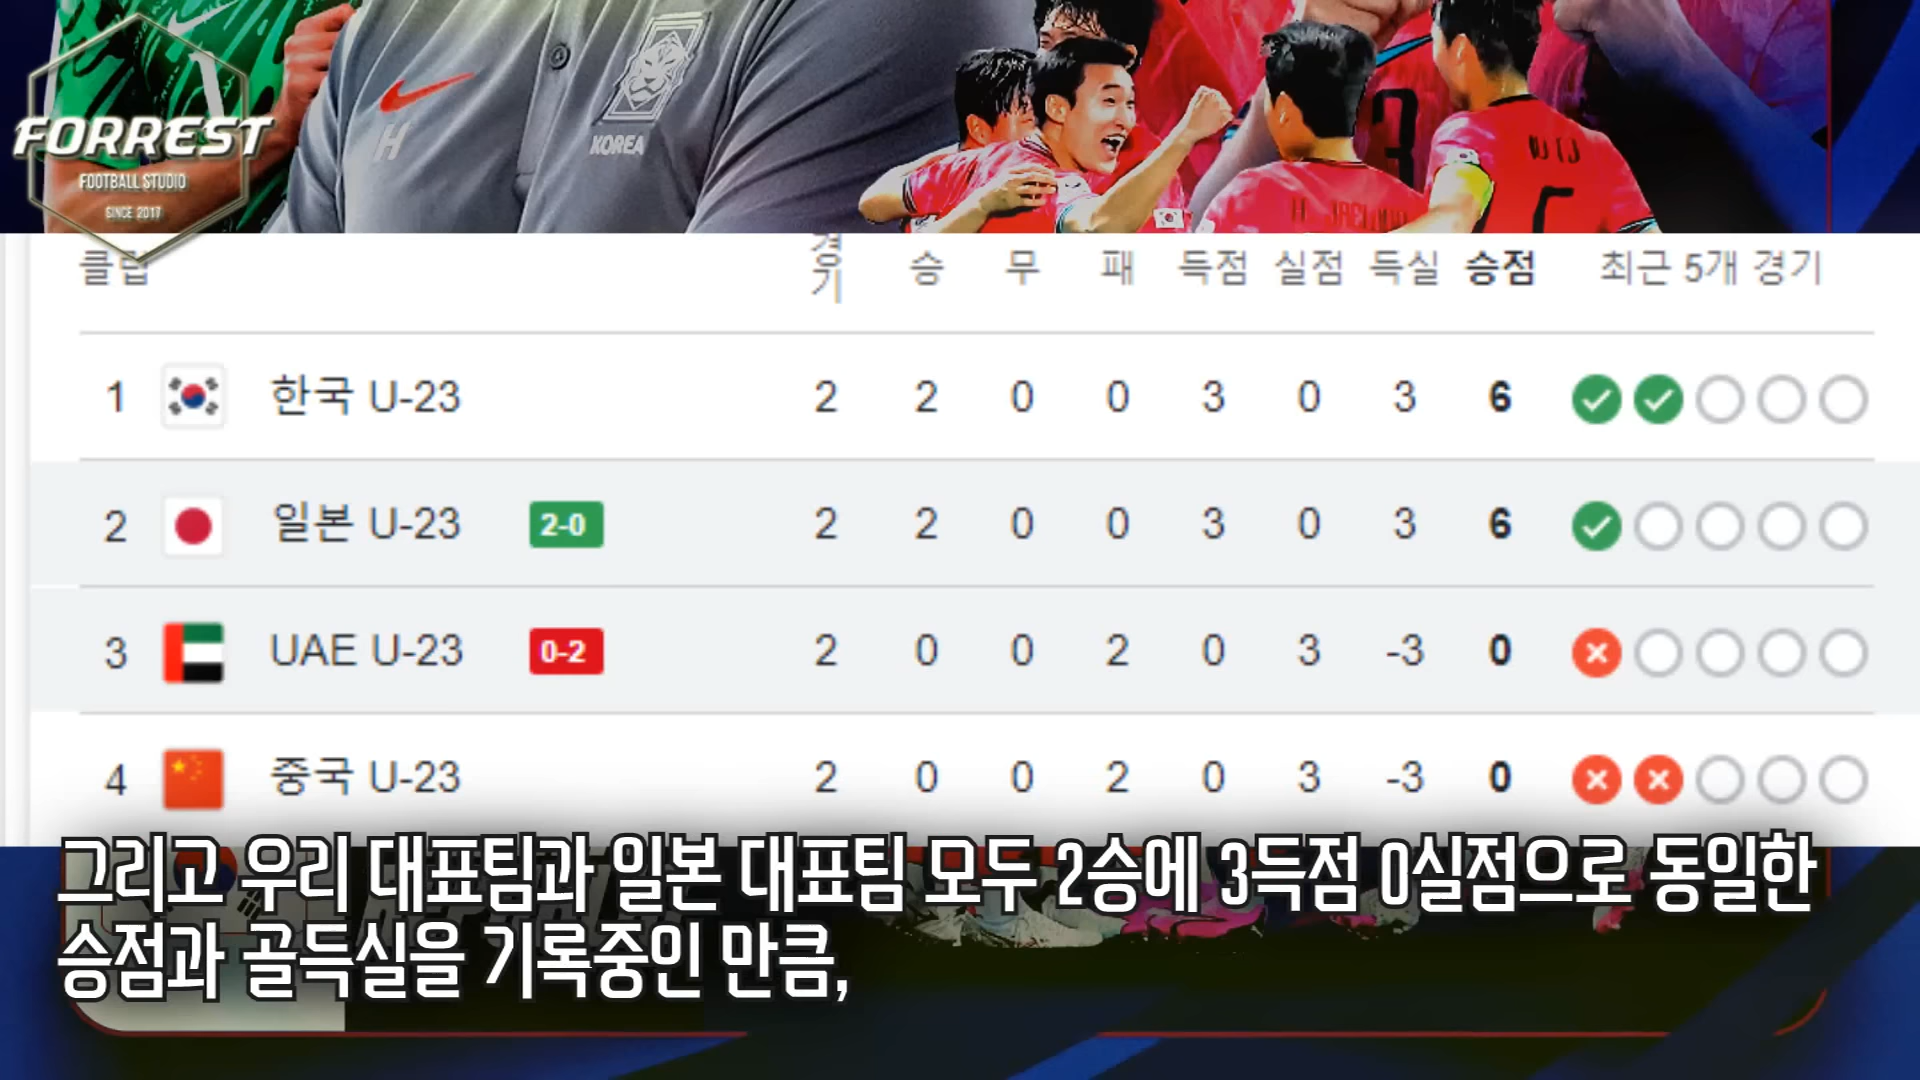 FORREST
FOOTBALL STUDIO
SINCE 2017
H
KOREA
3
클럽 경기 승 무 패 득점 실점 득실 승점 최근 5개 경기
1 한국 U-23 2 2 0 0 3 0 3 6
2 일본 U-23 2-0 2 2 0 0 3 0 3 6
3 UAE U-23 0-2 2 0 0 2 0 3 -3 0
4 중국 U-23 2 0 0 2 0 3 -3 0
그리고 우리 대표팀과 일본 대표팀 모두 2승에 3득점 0실점으로 동일한
승점과 골득실을 기록중인 만큼,